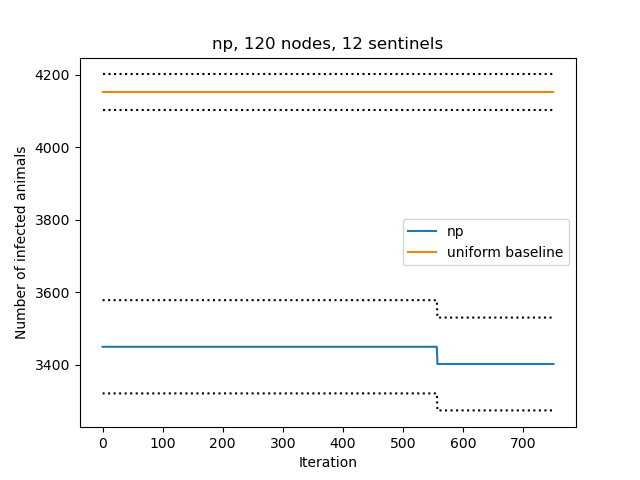 np, 120 nodes, 12 sentinels
Number of infected animals
4200
4000
3800
3600
3400
np
uniform baseline
0 100 200 300 400 500 600 700
Iteration